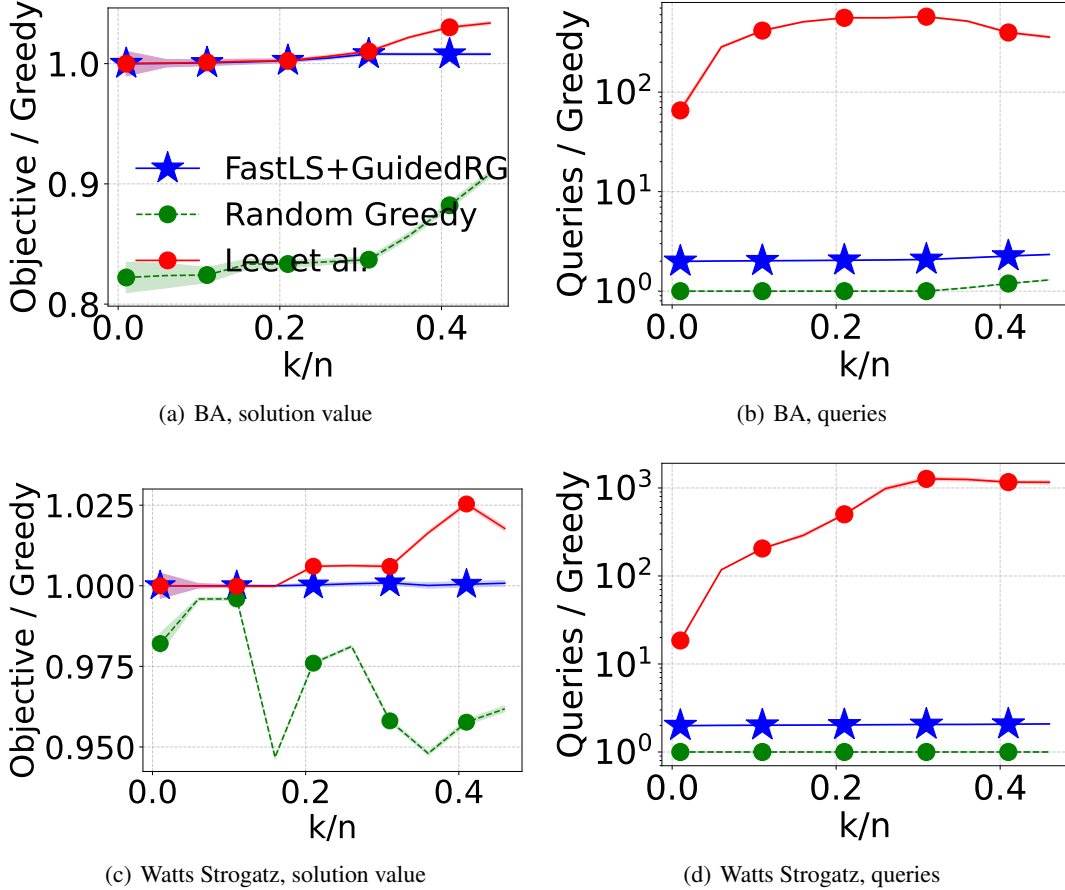 Objective / Greedy
1.0
0.9
0.8
FastLS+GuidedRG
Random Greedy
Lee et al.
0.0 0.2 0.4
k/n
(a) BA, solution value
Queries / Greedy
10^2
10^1
10^0
0.0 0.2 0.4
k/n
(b) BA, queries
Objective / Greedy
1.025
1.000
0.975
0.950
0.0 0.2 0.4
k/n
(c) Watts Strogatz, solution value
Queries / Greedy
10^3
10^2
10^1
10^0
0.0 0.2 0.4
k/n
(d) Watts Strogatz, queries